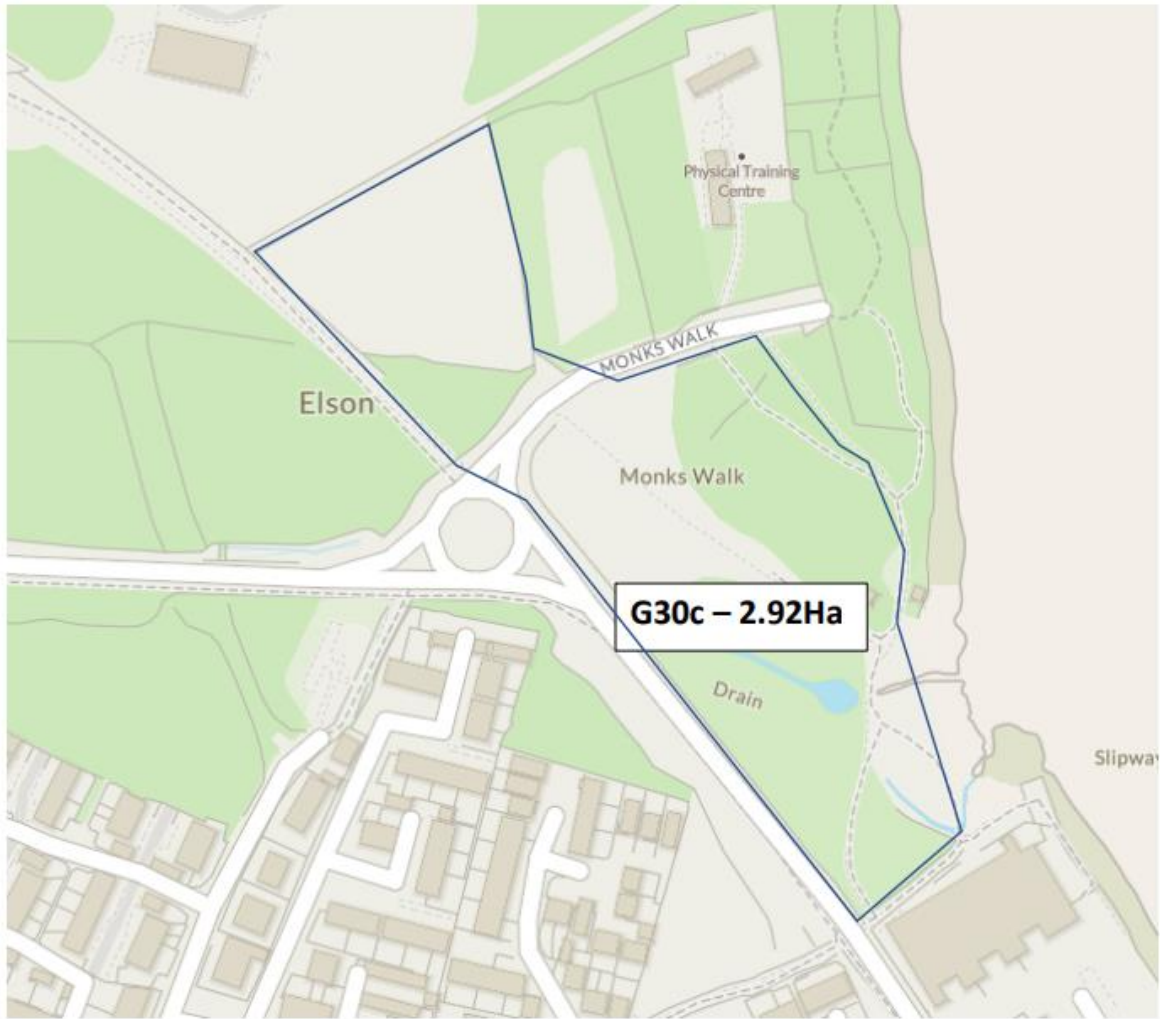 Physical Training
Centre
MONKS WALK
Elson
Monks Walk
G30c – 2.92Ha
Drain
Slipway